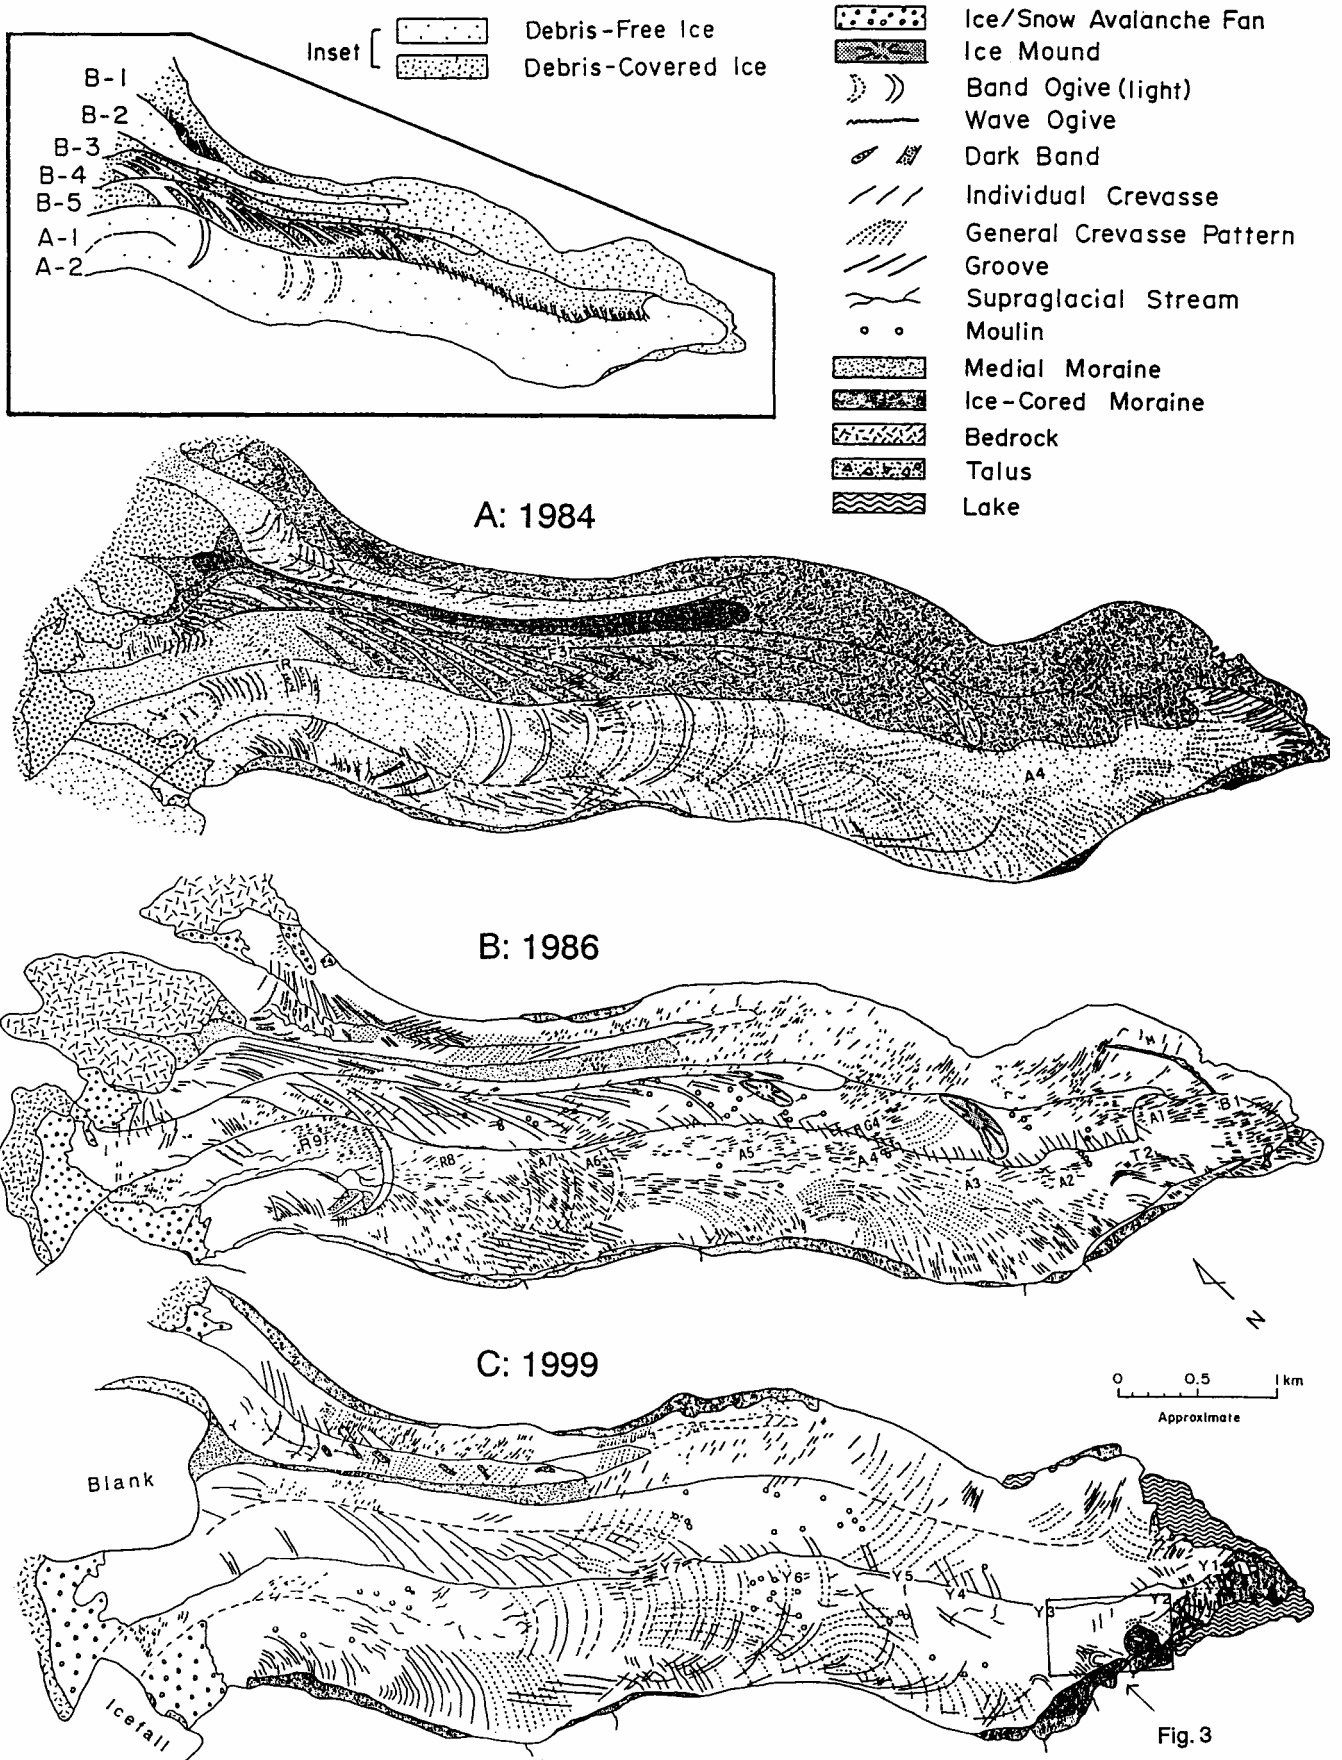 Inset
Debris-Free Ice
Debris-Covered Ice
B-1
B-2
B-3
B-4
B-5
A-1
A-2
Ice/Snow Avalanche Fan
Ice Mound
Band Ogive (light)
Wave Ogive
Dark Band
Individual Crevasse
General Crevasse Pattern
Groove
Supraglacial Stream
Moulin
Medial Moraine
Ice-Cored Moraine
Bedrock
Talus
Lake
A: 1984
R
A4
B: 1986
H
R9
R8
A7
A6
A5
G4
A4
A3
A2
T2
A1
B1
N
C: 1999
0 0.5 1 km
Approximate
Blank
Icefall
Y7
Y6
Y5
Y4
Y3
Y2
Y1
Fig. 3